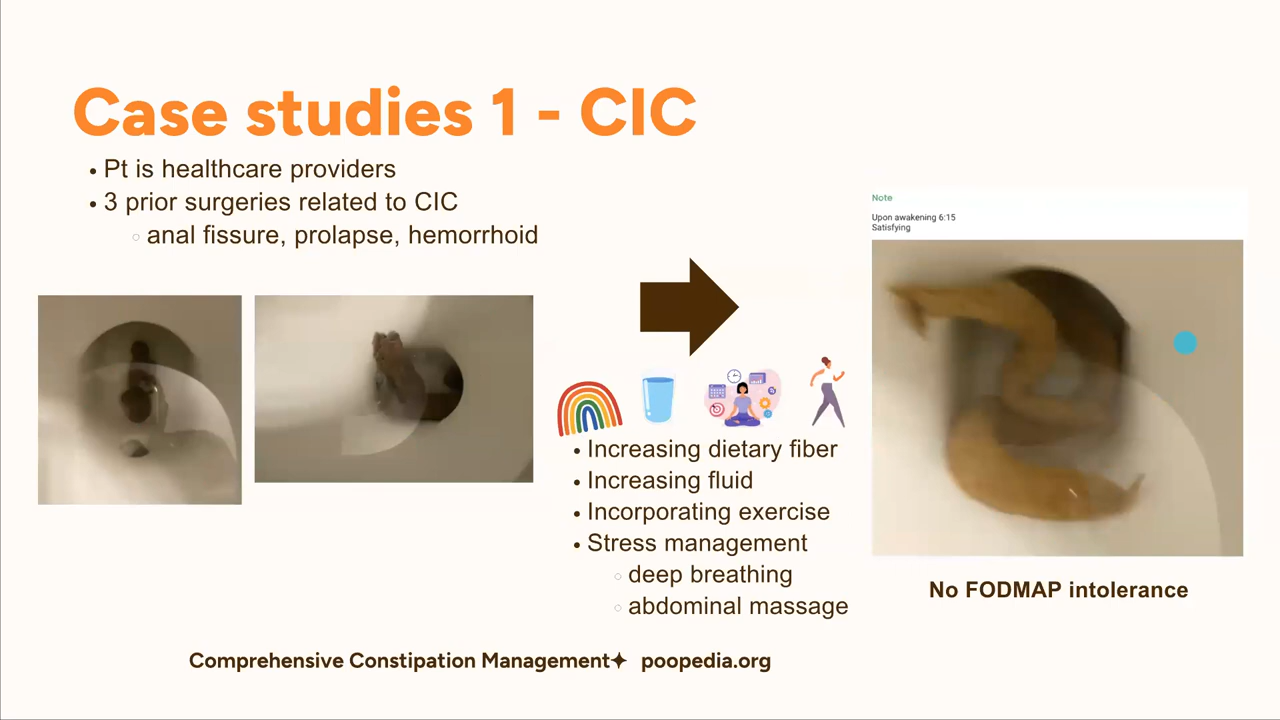 Case studies 1 - CIC
• Pt is healthcare providers
• 3 prior surgeries related to CIC
○ anal fissure, prolapse, hemorrhoid
• Increasing dietary fiber
• Increasing fluid
• Incorporating exercise
• Stress management
○ deep breathing
○ abdominal massage
Note
Upon awakening 6:15
Satisfying
No FODMAP intolerance
Comprehensive Constipation Management✦ poopedia.org